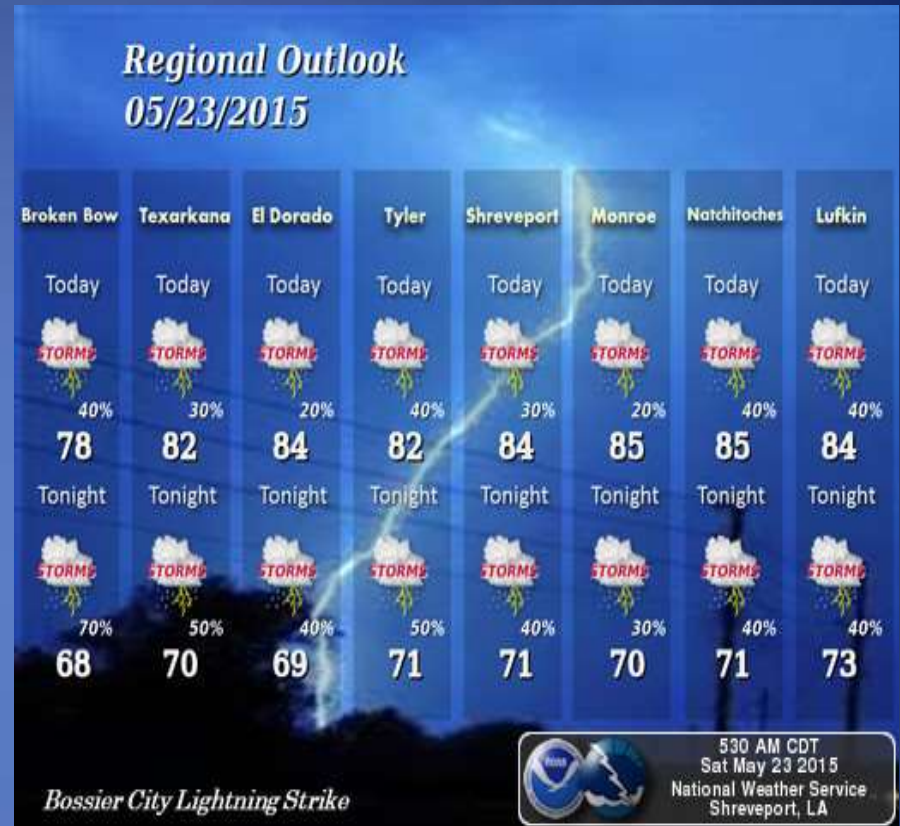 Regional Outlook
05/23/2015
Broken Bow Texarkana El Dorado Tyler Shreveport Monroe Natchitoches Lufkin
Today Today Today Today Today Today Today Today
STORMS STORMS STORMS STORMS STORMS STORMS STORMS STORMS
40% 30% 20% 40% 30% 20% 40% 40%
78 82 84 82 84 85 85 84
Tonight Tonight Tonight Tonight Tonight Tonight Tonight Tonight
STORMS STORMS STORMS STORMS STORMS STORMS STORMS STORMS
70% 50% 40% 50% 40% 30% 40% 40%
68 70 69 71 71 70 71 73
Bossier City Lightning Strike
noaa
530 AM CDT
Sat May 23 2015
National Weather Service
Shreveport, LA